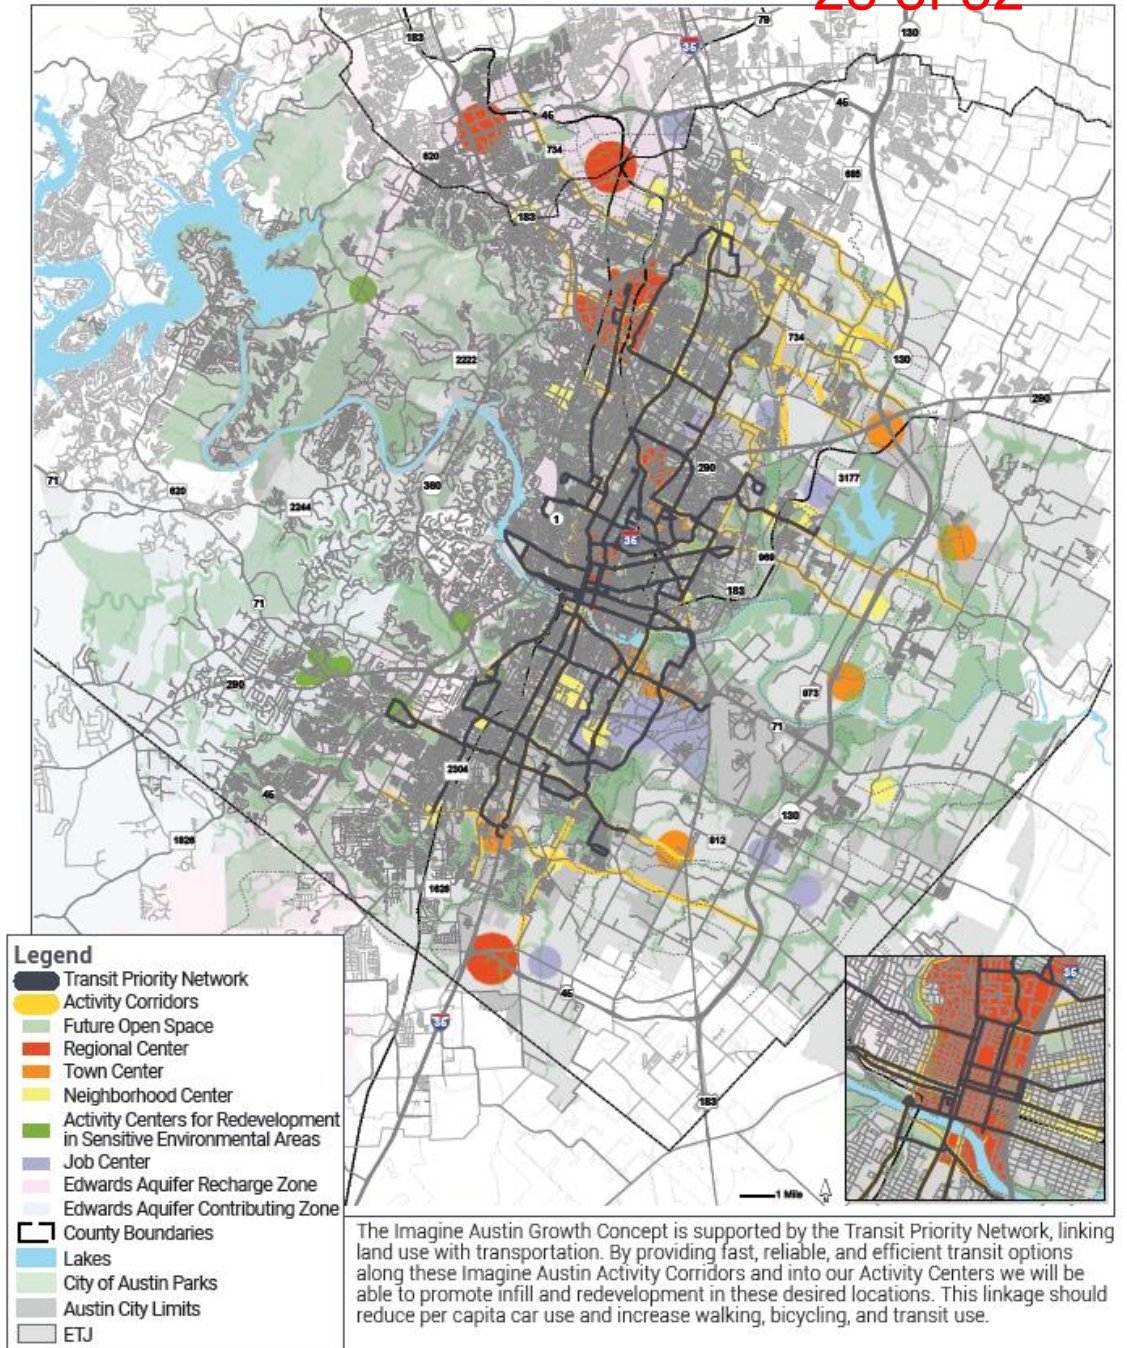 28 of 32
79
183
35
130
45
45
734
620
685
183
734
2222
130
290
71
620
2244
360
290
3177
1
35
969
183
71
290
973
71
2304
45
130
1826
812
1626
45
35
183
1 Mile
N
35
Legend
Transit Priority Network
Activity Corridors
Future Open Space
Regional Center
Town Center
Neighborhood Center
Activity Centers for Redevelopment
in Sensitive Environmental Areas
Job Center
Edwards Aquifer Recharge Zone
Edwards Aquifer Contributing Zone
County Boundaries
Lakes
City of Austin Parks
Austin City Limits
ETJ
The Imagine Austin Growth Concept is supported by the Transit Priority Network, linking
land use with transportation. By providing fast, reliable, and efficient transit options
along these Imagine Austin Activity Corridors and into our Activity Centers we will be
able to promote infill and redevelopment in these desired locations. This linkage should
reduce per capita car use and increase walking, bicycling, and transit use.